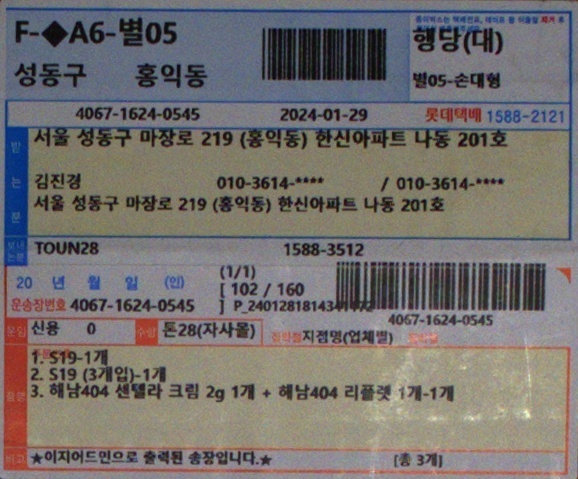 F-◆A6-별05
행당(대)
성동구 홍익동
별05-손대형
4067-1624-0545 2024-01-29 롯데택배 1588-2121
받는분
서울 성동구 마장로 219 (홍익동) 한신아파트 나동 201호
김진경 010-3614-**** / 010-3614-****
서울 성동구 마장로 219 (홍익동) 한신아파트 나동 201호
TOUN28 1588-3512
20 년 월 일 (인)
(1/1)
[ 102 / 160
운송장번호 4067-1624-0545 ]
4067-1624-0545
운임 신용 0 수량 톤28(자사몰) 지점명(업체별)
1. S19-1개
2. S19 (3개입)-1개
3. 해남404 센텔라 크림 2g 1개 + 해남404 리플렛 1개-1개
비고 ★이지어드민으로 출력된 송장입니다.★ [총 3개]